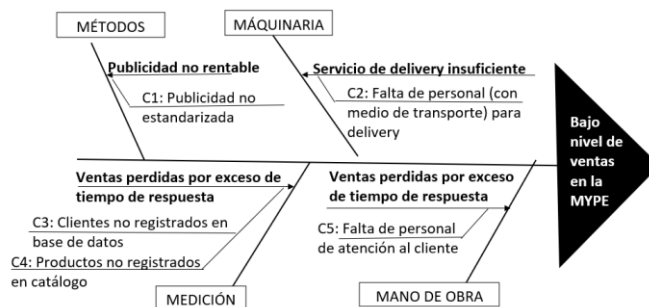 MÉTODOS
MÁQUINARIA
Publicidad no rentable
C1: Publicidad no
estandarizada
Servicio de delivery insuficiente
C2: Falta de personal (con
medio de transporte) para
delivery
Bajo
nivel de
ventas
en la
MYPE
Ventas perdidas por exceso de
tiempo de respuesta
C3: Clientes no registrados en
base de datos
C4: Productos no registrados
en catálogo
Ventas perdidas por exceso
de tiempo de respuesta
C5: Falta de personal
de atención al cliente
MEDICIÓN
MANO DE OBRA